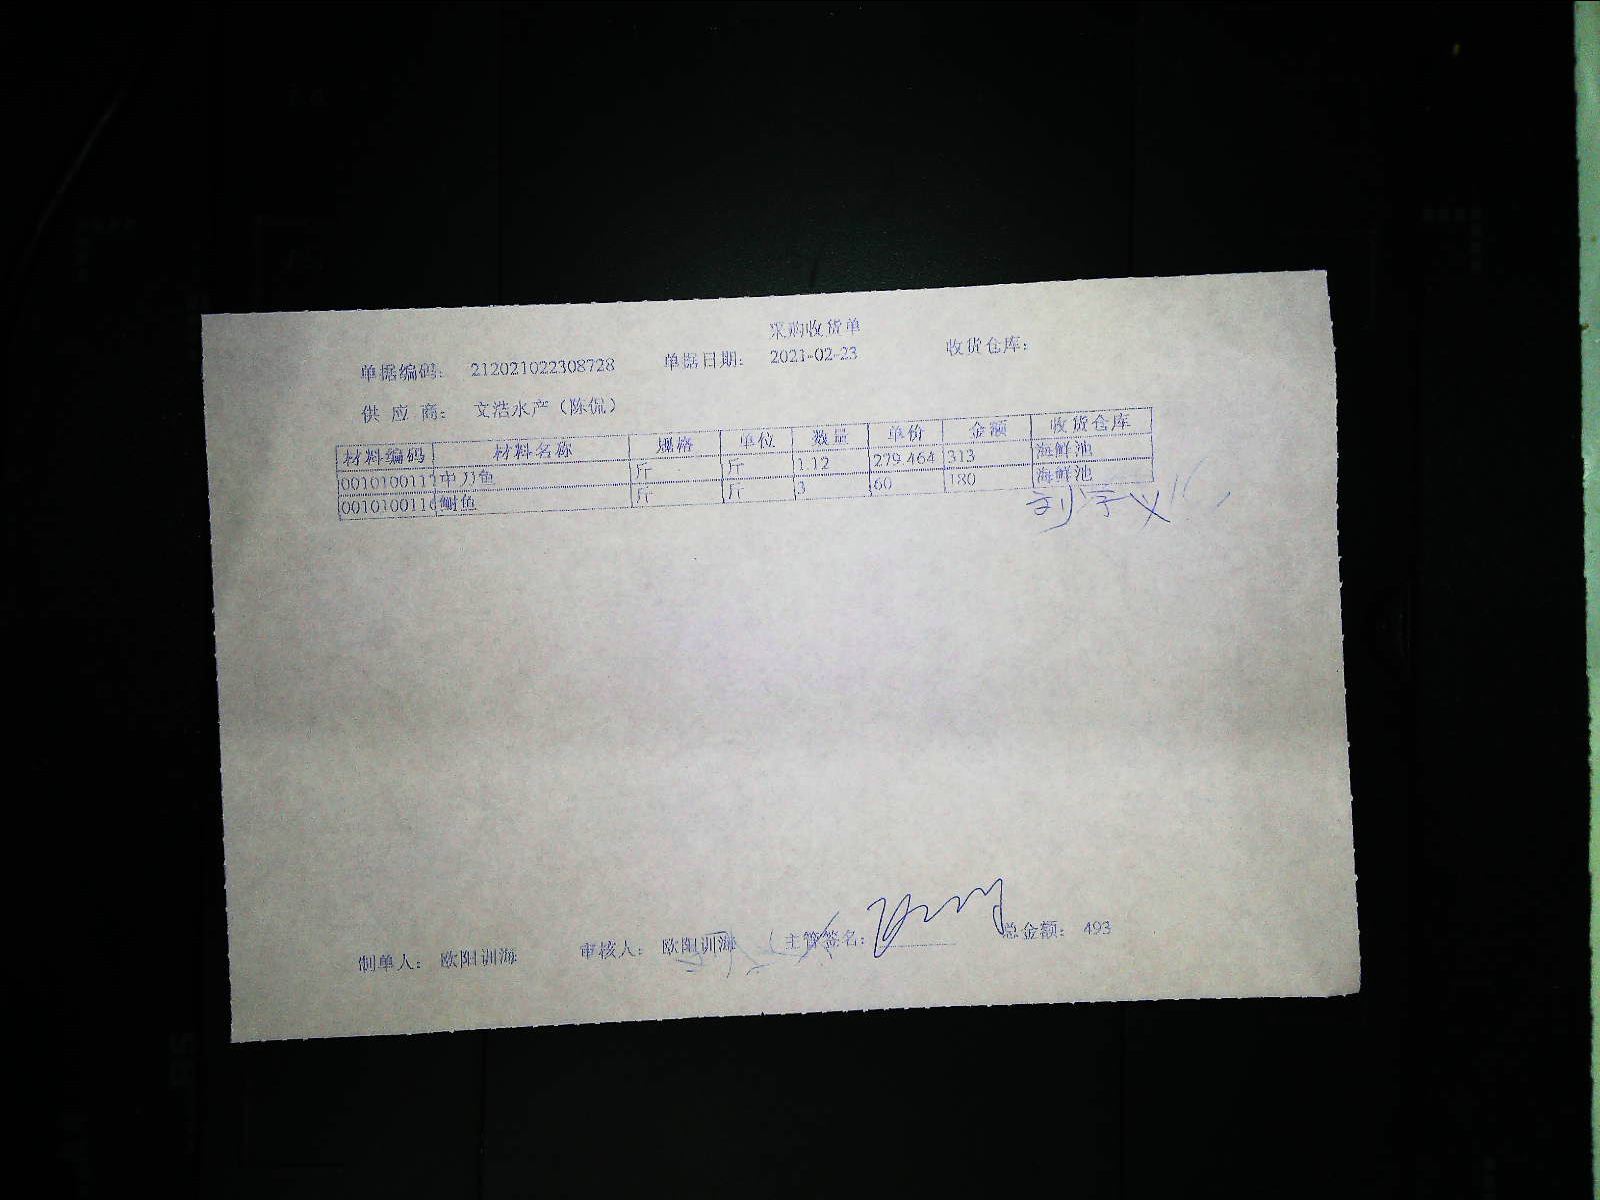 采购收货单
单据编码： 212021022308728 单据日期： 2021-02-23 收货仓库：
供 应 商： 文浩水产（陈侃）
材料编码 材料名称 规格 单位 数量 单价 金额 收货仓库
0010100111 中刀鱼 斤 斤 1.12 279.464 313 海鲜池
001010011 鮰鱼 斤 斤 3 60 180 海鲜池
制单人： 欧阳训海 审核人： 欧阳训海 主管签名： 总金额： 493